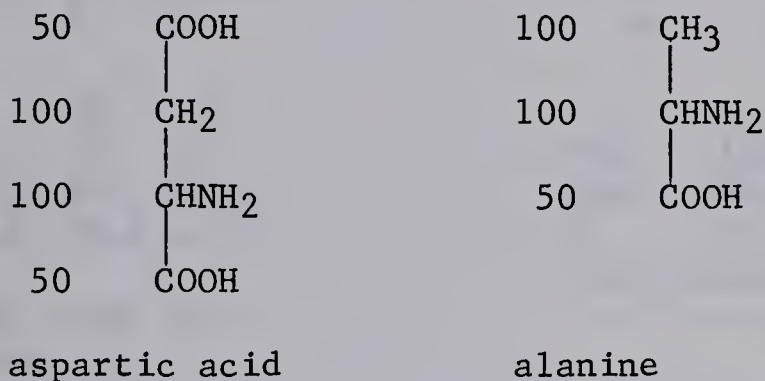 50 COOH 100 CH3
100 CH2 100 CHNH2
100 CHNH2 50 COOH
50 COOH
aspartic acid alanine